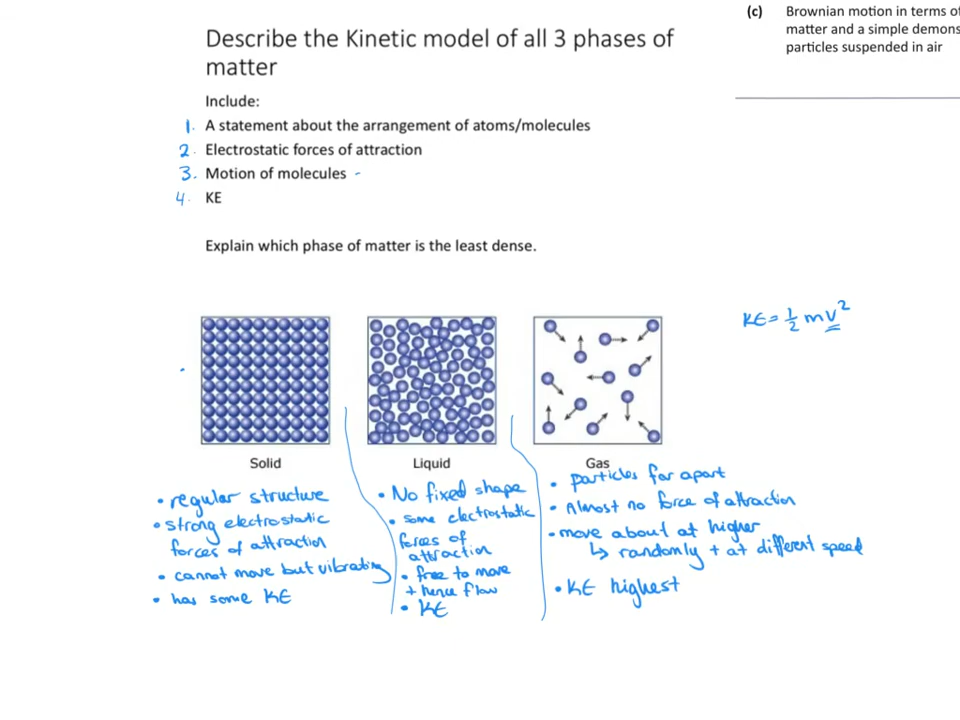 (c) Brownian motion in terms of
matter and a simple demons
particles suspended in air
Describe the Kinetic model of all 3 phases of
matter
Include:
1. A statement about the arrangement of atoms/molecules
2. Electrostatic forces of attraction
3. Motion of molecules -
4. KE
Explain which phase of matter is the least dense.
KE = 1/2 mv²
Solid
• regular structure
• strong electrostatic
forces of attraction
• cannot move but vibrating
• has some KE
Liquid
• No fixed shape
• some electrostatic
forces of
attraction
• free to move
+ hence flow
• KE
Gas
• particles far apart
• Almost no force of attraction
• move about at higher
↳ randomly + at different speed
• KE highest